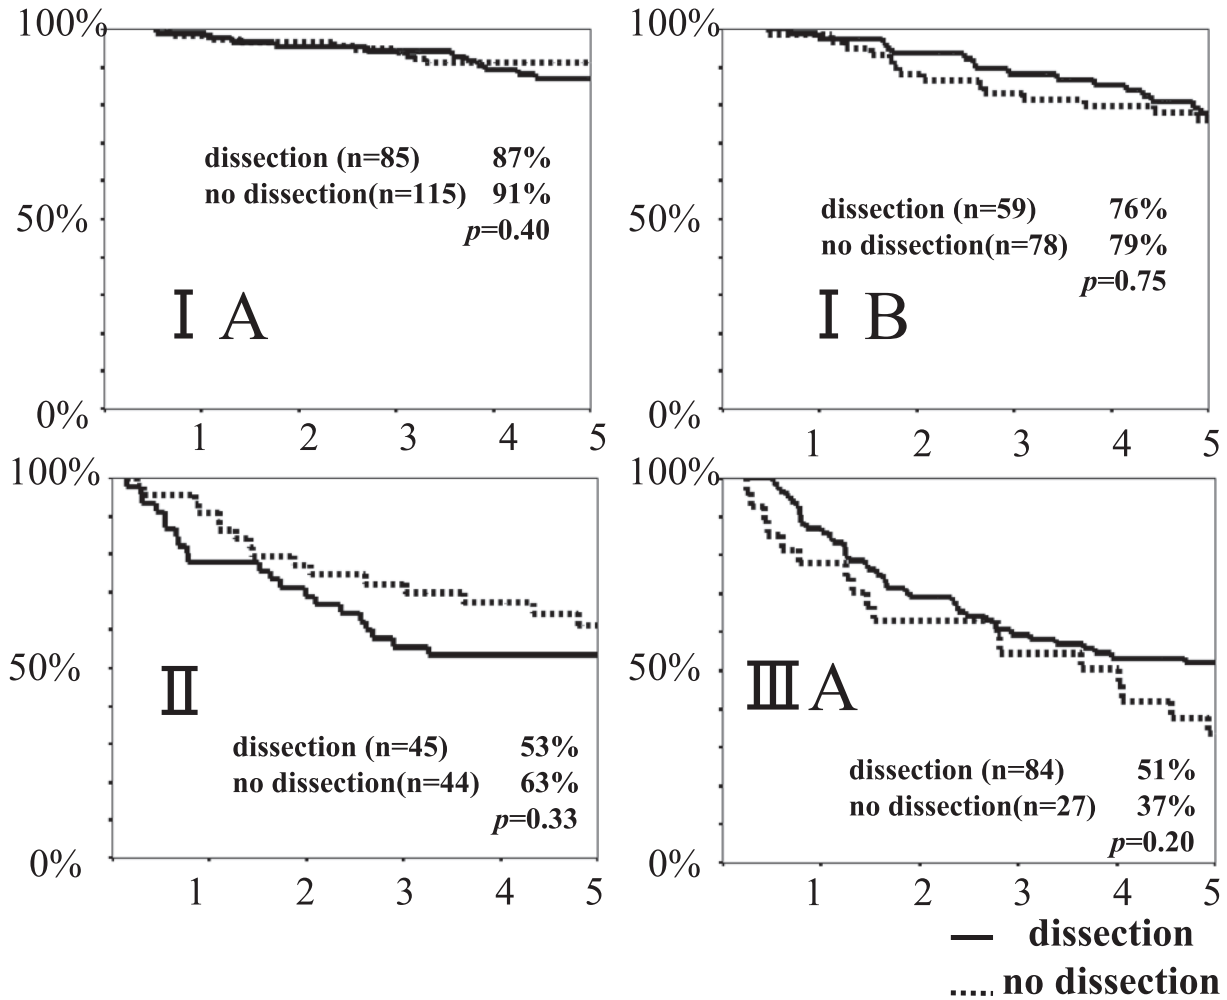 100%
dissection (n=85) 87%
no dissection(n=115) 91%
p=0.40
50%
Ⅰ A
0%
1 2 3 4 5
100%
dissection (n=59) 76%
no dissection(n=78) 79%
p=0.75
50%
Ⅰ B
0%
1 2 3 4 5
100%
50%
Ⅱ
dissection (n=45) 53%
no dissection(n=44) 63%
p=0.33
0%
1 2 3 4 5
100%
50%
Ⅲ A
dissection (n=84) 51%
no dissection(n=27) 37%
p=0.20
0%
1 2 3 4 5
dissection
no dissection